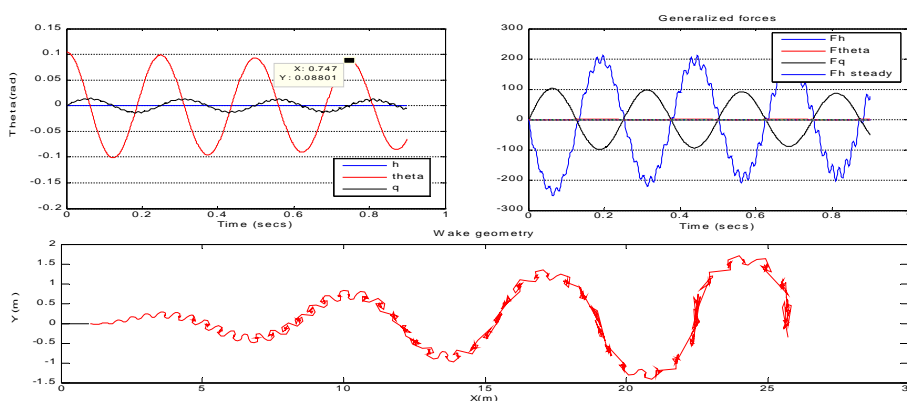 0.15
0.1
0.05
0
-0.05
-0.1
-0.15
-0.2
Theta(rad)
X: 0.747
Y: 0.08801
h
theta
q
0
0.2
0.4
0.6
0.8
1
Time (secs)
Generalized forces
300
200
100
0
-100
-200
-300
Fh
Ftheta
Fq
Fh steady
0
0.2
0.4
0.6
0.8
1
Time (secs)
Wake geometry
2
1.5
1
0.5
0
-0.5
-1
-1.5
Y(m)
0
5
10
15
20
25
X(m)